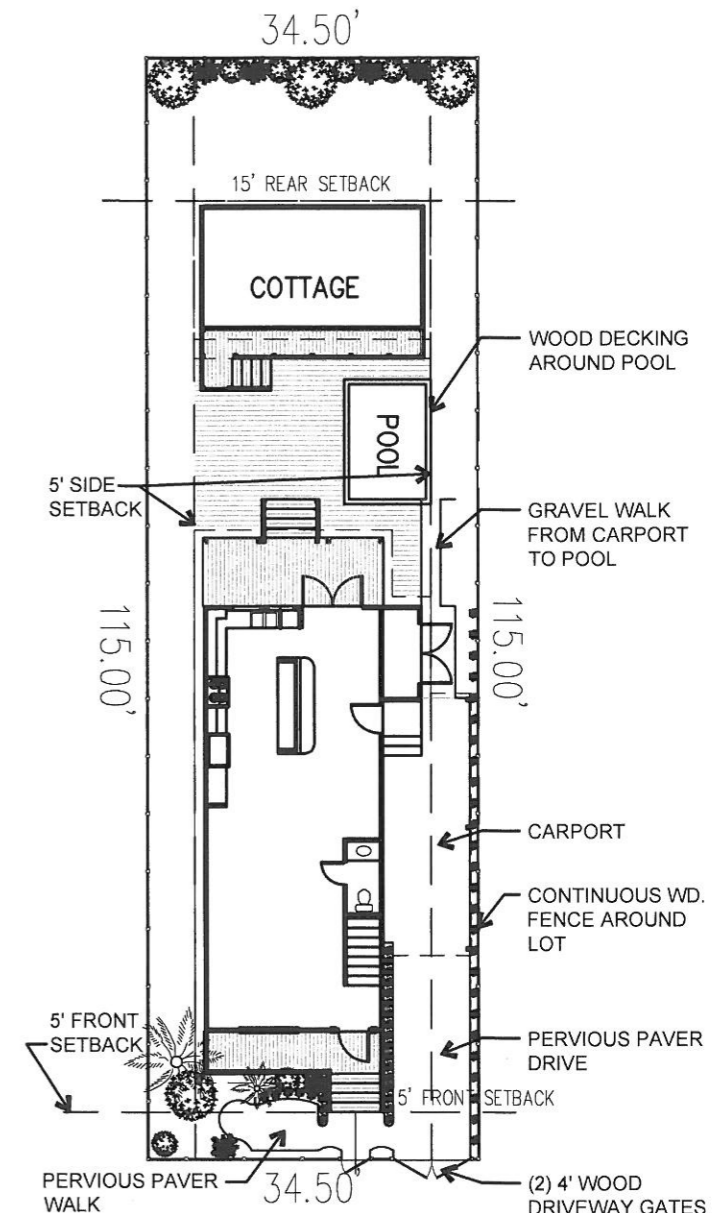 34.50'
15' REAR SETBACK
COTTAGE
WOOD DECKING
AROUND POOL
POOL
5' SIDE
SETBACK
GRAVEL WALK
FROM CARPORT
TO POOL
115.00'
115.00'
CARPORT
CONTINUOUS WD.
FENCE AROUND
LOT
5' FRONT
SETBACK
PERVIOUS PAVER
DRIVE
5' FRONT SETBACK
PERVIOUS PAVER
WALK
34.50'
(2) 4' WOOD
DRIVEWAY GATES